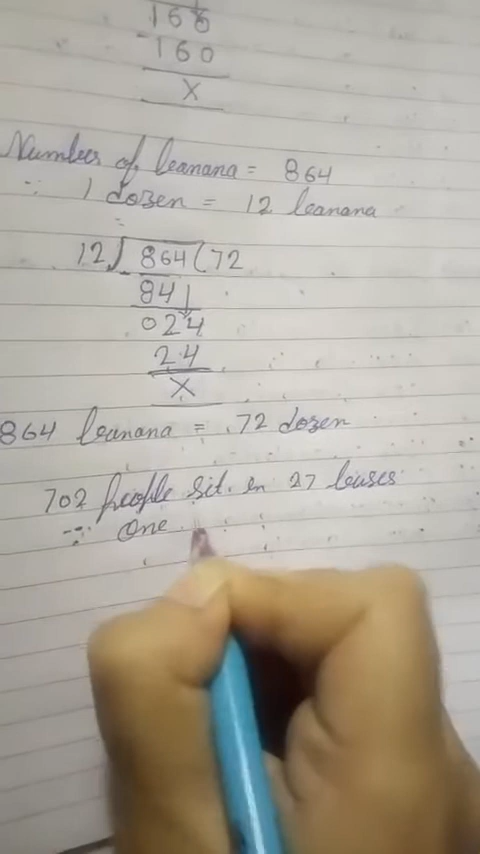 168
-160
X
Numbers of banana = 864
∵ 1 dozen = 12 banana
12) 864 (72
84↓
024
24
X
864 banana = 72 dozen
702 people sit in 27 buses
∵ One